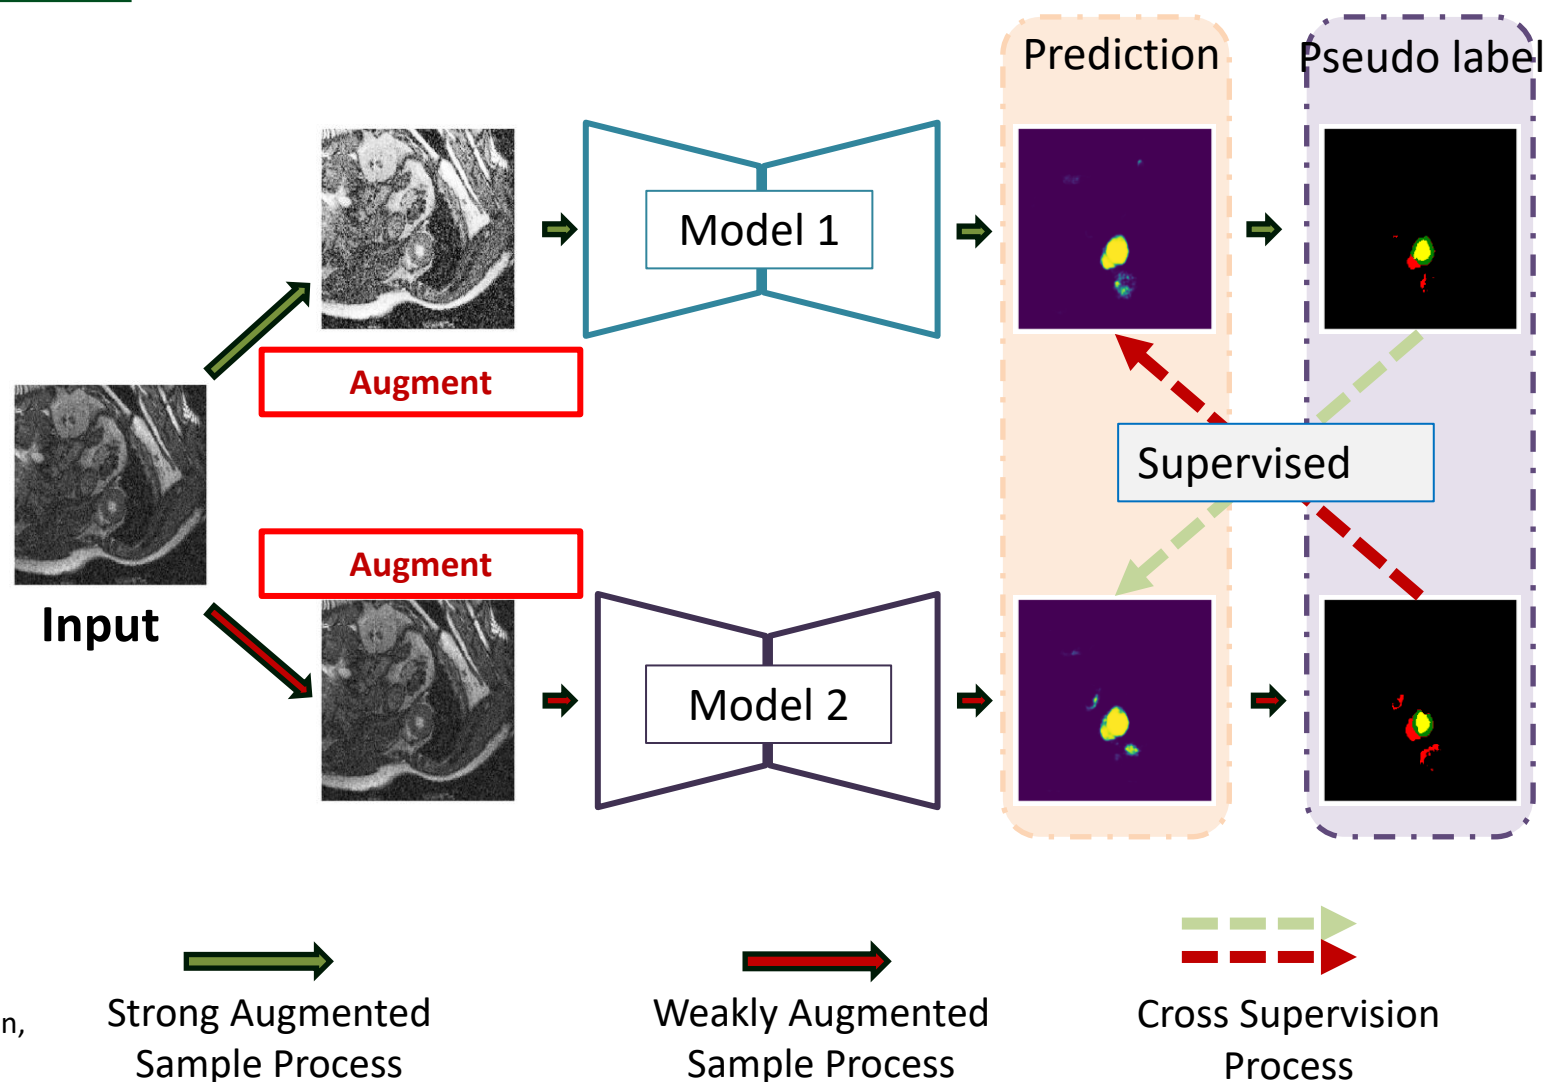 Prediction
Pseudo label
Model 1
Augment
Supervised
Augment
Input
Model 2
n,
Strong Augmented
Sample Process
Weakly Augmented
Sample Process
Cross Supervision
Process